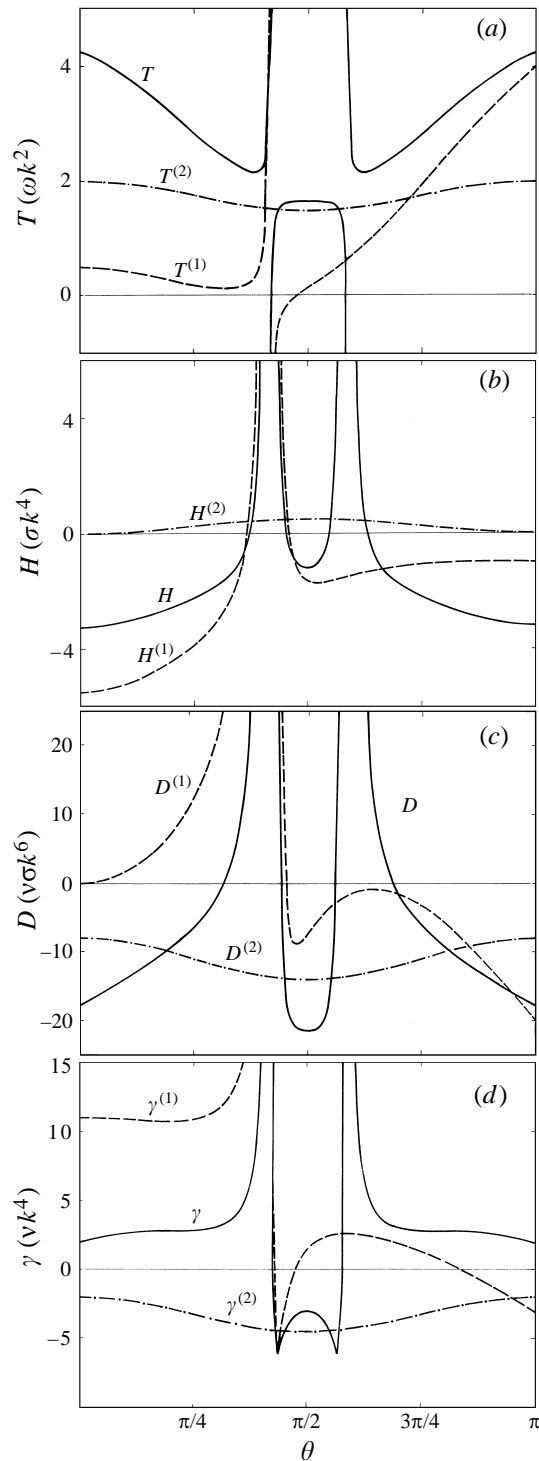 (a)
4
T
T (ωk²)
T⁽²⁾
2
T⁽¹⁾
0
(b)
4
H (σk⁴)
H⁽²⁾
0
H
−4
H⁽¹⁾
(c)
20
D⁽¹⁾
D
10
D (νσk⁶)
0
−10
D⁽²⁾
−20
15
(d)
γ⁽¹⁾
10
γ (νk⁴)
5
γ
0
γ⁽²⁾
−5
π/4
π/2
3π/4
π
θ